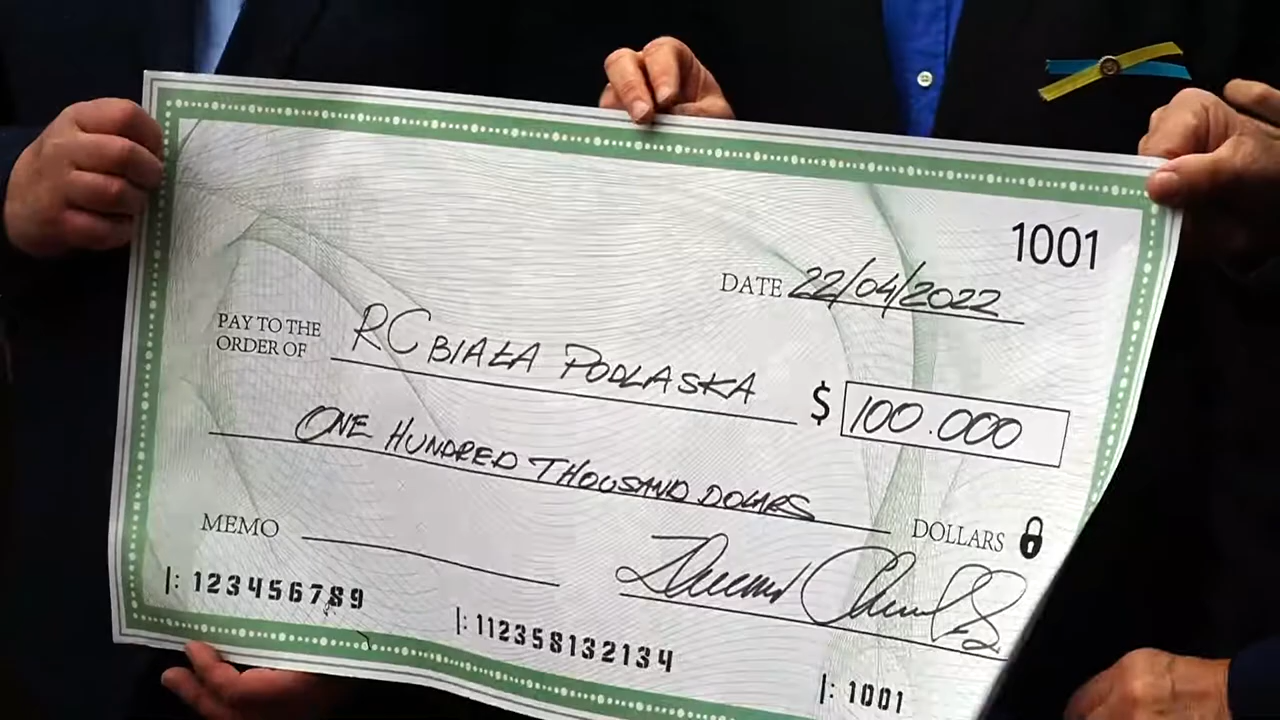 1001
DATE 22/04/2022
PAY TO THE
ORDER OF
RC BIAŁA PODLASKA
$ 100.000
ONE HUNDRED THOUSAND DOLARS
DOLLARS
MEMO
|: 123456789
|: 112358132134
|: 1001